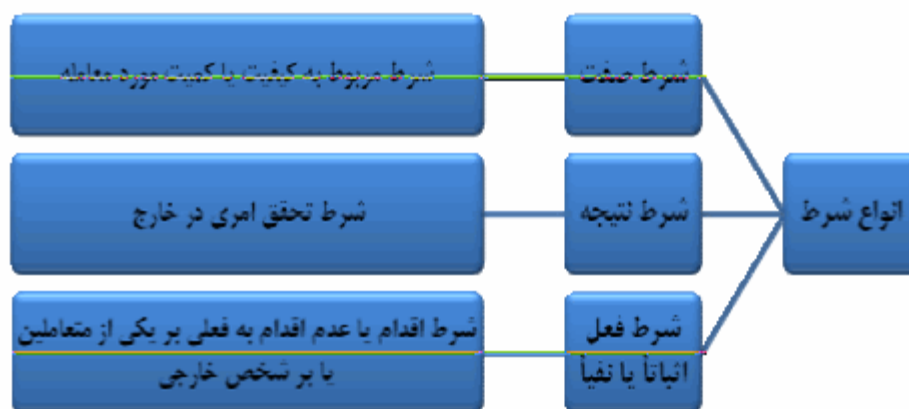 انواع شرط
شرط صفت
شرط مربوط به کیفیت یا کمیت مورد معامله
شرط نتیجه
شرط تحقق امری در خارج
شرط فعل
اثباتاً یا نفیاً
شرط اقدام یا عدم اقدام به فعلی بر یکی از متعاملین
یا بر شخص خارجی